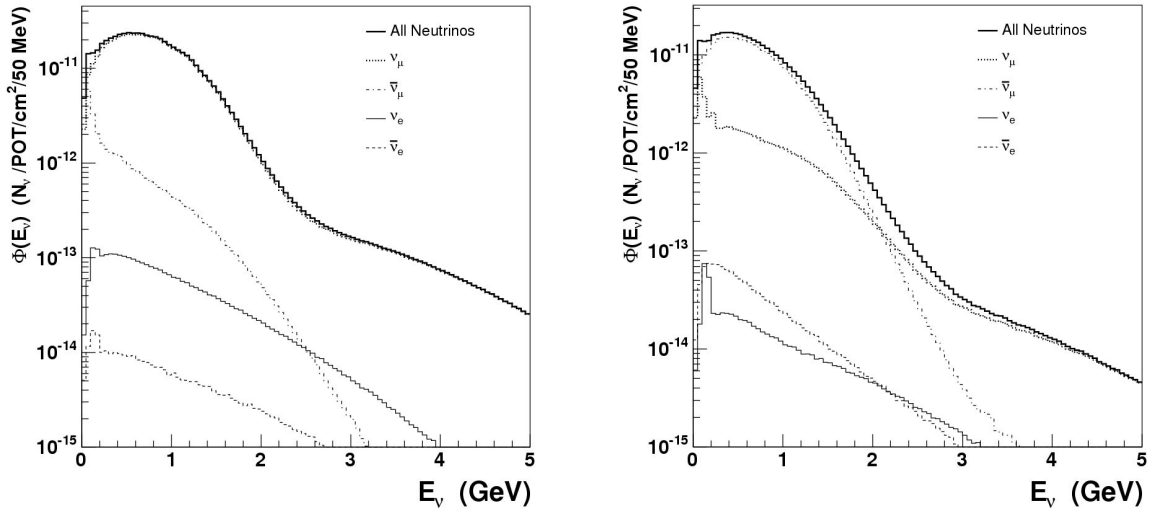 Φ(E_ν) (N_ν /POT/cm²/50 MeV)
10⁻¹¹
10⁻¹²
10⁻¹³
10⁻¹⁴
10⁻¹⁵
All Neutrinos
ν_μ
ν̅_μ
ν_e
ν̅_e
0 1 2 3 4 5
E_ν (GeV)
Φ(E_ν) (N_ν /POT/cm²/50 MeV)
10⁻¹¹
10⁻¹²
10⁻¹³
10⁻¹⁴
10⁻¹⁵
All Neutrinos
ν_μ
ν̅_μ
ν_e
ν̅_e
0 1 2 3 4 5
E_ν (GeV)